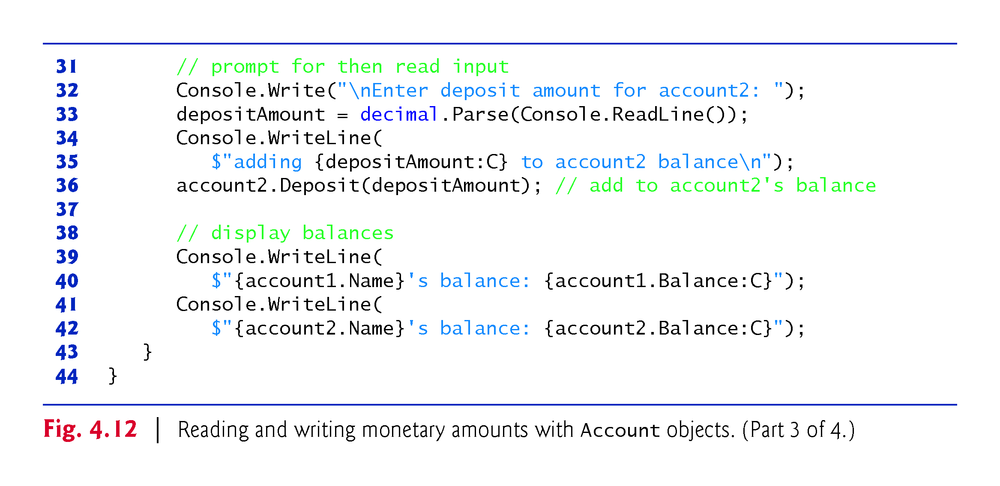 31 // prompt for then read input
32 Console.Write("\nEnter deposit amount for account2: ");
33 depositAmount = decimal.Parse(Console.ReadLine());
34 Console.WriteLine(
35 $"adding {depositAmount:C} to account2 balance\n");
36 account2.Deposit(depositAmount); // add to account2's balance
37
38 // display balances
39 Console.WriteLine(
40 $"{account1.Name}'s balance: {account1.Balance:C}");
41 Console.WriteLine(
42 $"{account2.Name}'s balance: {account2.Balance:C}");
43 }
44 }
Fig. 4.12 | Reading and writing monetary amounts with Account objects. (Part 3 of 4.)